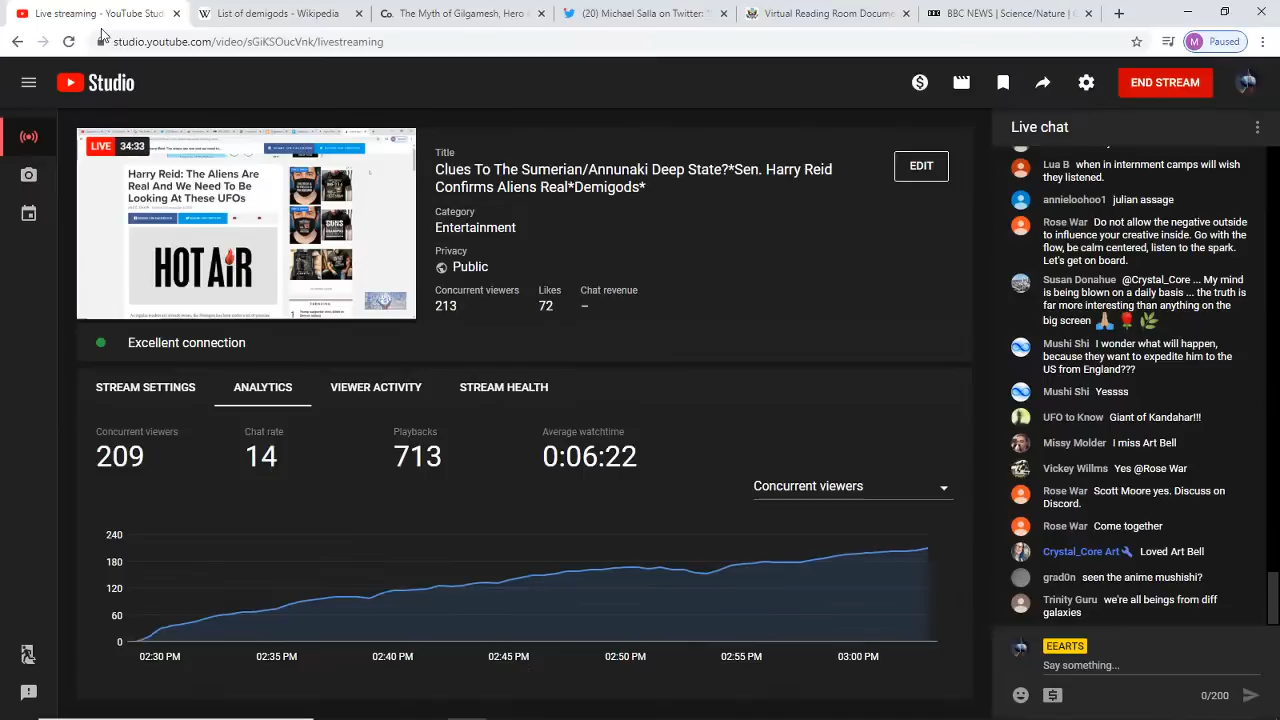 Live streaming - YouTube Stud
List of demigods - Wikipedia
Co. The Myth of Gilgamesh, hero of
(20) Michael Salla on Twitter:
Virtual Reading Room Docume
BBC NEWS | Science/Nature | C
studio.youtube.com/video/sGiKSOucVnk/livestreaming
M Paused
Studio
END STREAM
LIVE 34:33
Harry Reid: The Aliens Are
Real And We Need To Be
Looking At These UFOs
HOT AIR
TRENDING
Title
Clues to The Sumerian/Annunaki Deep State? Sen. Harry Reid
Confirms Aliens Real?Demigods?
EDIT
Category
Entertainment
Privacy
Public
Concurrent viewers Likes Chat revenue
213 72 –
Excellent connection
STREAM SETTINGS ANALYTICS VIEWER ACTIVITY STREAM HEALTH
Concurrent viewers Chat rate Playbacks Average watchtime
209 14 713 0:06:22
Concurrent viewers
240
180
120
60
0
02:30 PM 02:35 PM 02:40 PM 02:45 PM 02:50 PM 02:55 PM 03:00 PM
Lua B when in internment camps will wish
they listened.
brazenbull julian assange
Rose War Do not allow the negative outside
to influence your creative inside. Go with the
flow, be calm centered, listen to the spark.
Let's get on board.
Susan Donahue @Crystal_Core ... My mind
is being blown on a daily basis.. the truth is
far more interesting than anything on the
big screen
Mushi Shi I wonder what will happen,
because they want to expedite him to the
US from England???
Mushi Shi Yessss
UFO to Know Giant of Kandahar!!!
Missy Molder I miss Art Bell
Vickey Willms Yes @Rose War
Rose War Scott Moore yes. Discuss on
Discord.
Rose War Come together
Crystal_Core Art Loved Art Bell
grad0n seen the anime mushishi?
Trinity Guru we're all beings from diff
galaxies
EEARTS
Say something...
0/200